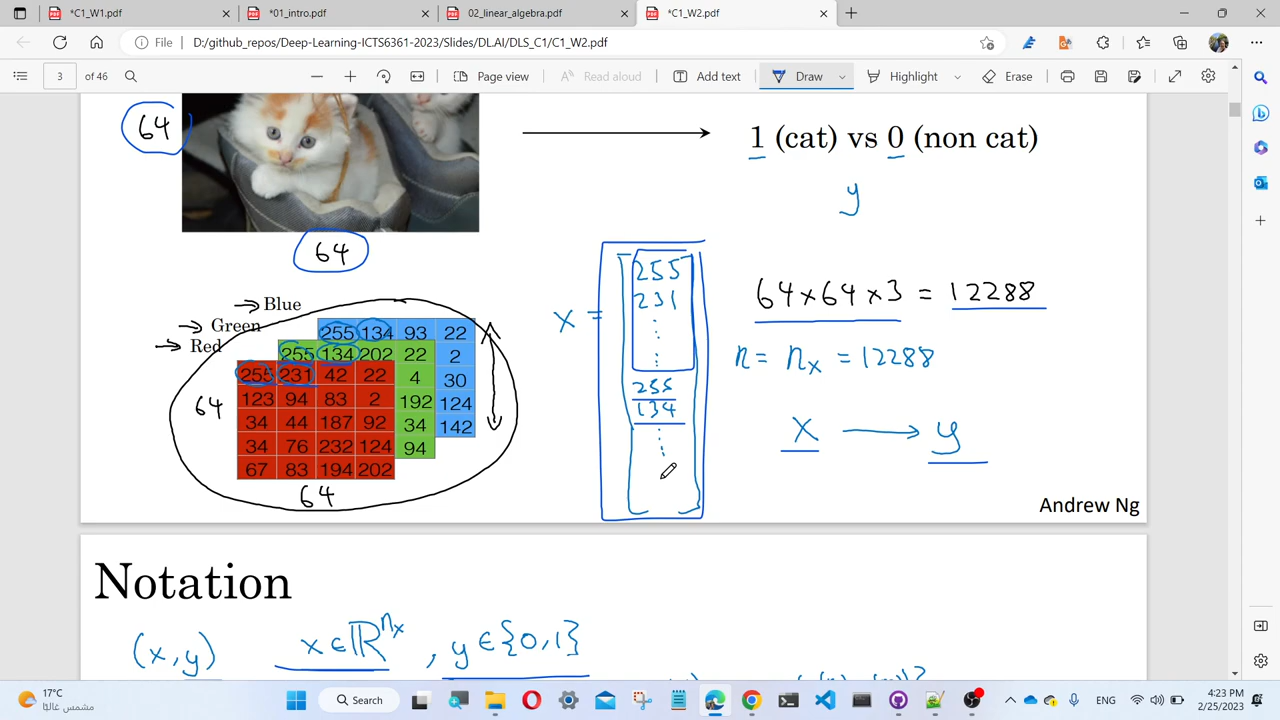 *C1_W1.pdf
*01_intro.pdf
02_linear_algebra.pdf
*C1_W2.pdf
File
D:/github_repos/Deep-Learning-ICTS6361-2023/Slides/DL.AI/DLS_C1/C1_W2.pdf
3 of 46
Page view
Read aloud
Add text
Draw
Highlight
Erase
64
64
1 (cat) vs 0 (non cat)
y
→ Blue
→ Green
→ Red
255 134 93 22
255 134 202 22 2
255 231 42 22 4 30
123 94 83 2 192 124
34 44 187 92 34 142
34 76 232 124 94
67 83 194 202
64
64
x =
255
231
⋮
255
134
⋮
64×64×3 = 12288
n = nₓ = 12288
X → y
Andrew Ng
Notation
(x,y) x∈ℝⁿˣ , y∈{0,1}
17°C
مشمس غالبًا
Search
ENG
4:23 PM
2/25/2023